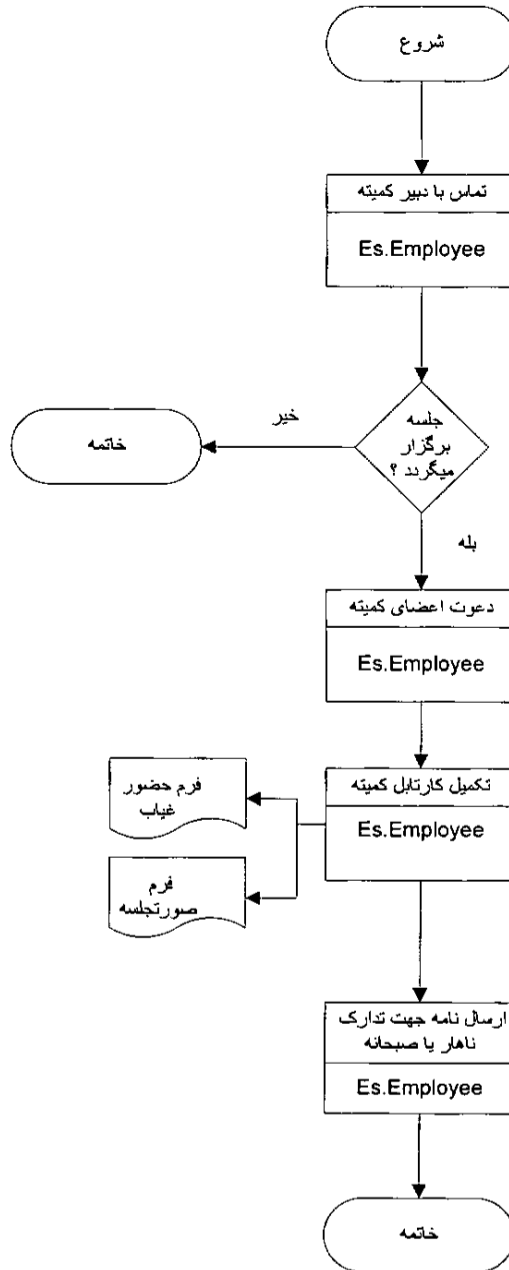 شروع
تماس با دبیر کمیته
Es.Employee
جلسه
برگزار
میگردد ؟
خیر
خاتمه
بله
دعوت اعضای کمیته
Es.Employee
تکمیل کارتابل کمیته
Es.Employee
فرم حضور
غیاب
فرم
صورتجلسه
ارسال نامه جهت تدارک
ناهار یا صبحانه
Es.Employee
خاتمه